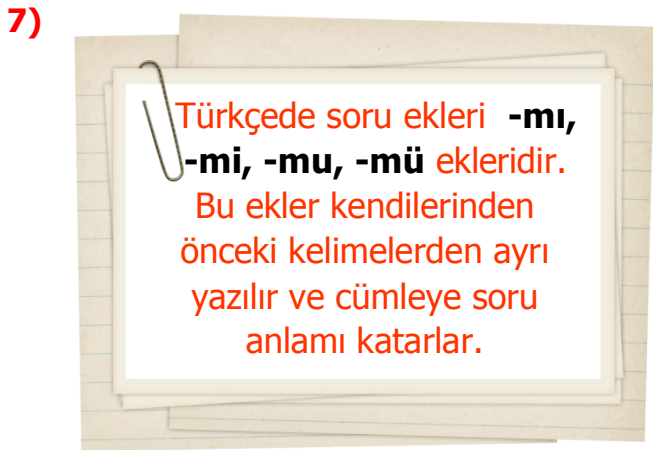 7)
Türkçede soru ekleri -mı,
-mi, -mu, -mü ekleridir.
Bu ekler kendilerinden
önceki kelimelerden ayrı
yazılır ve cümleye soru
anlamı katarlar.